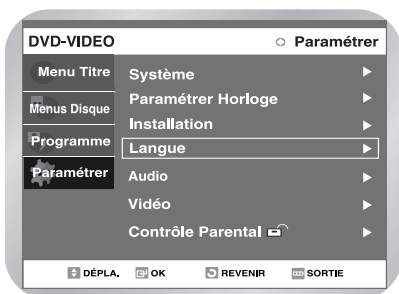 DVD-VIDEO Paramétrer
Menu Titre
Menus Disque
Programme
Paramétrer
Système
Paramétrer Horloge
Installation
Langue
Audio
Vidéo
Contrôle Parental
DÉPLA. OK REVENIR SORTIE